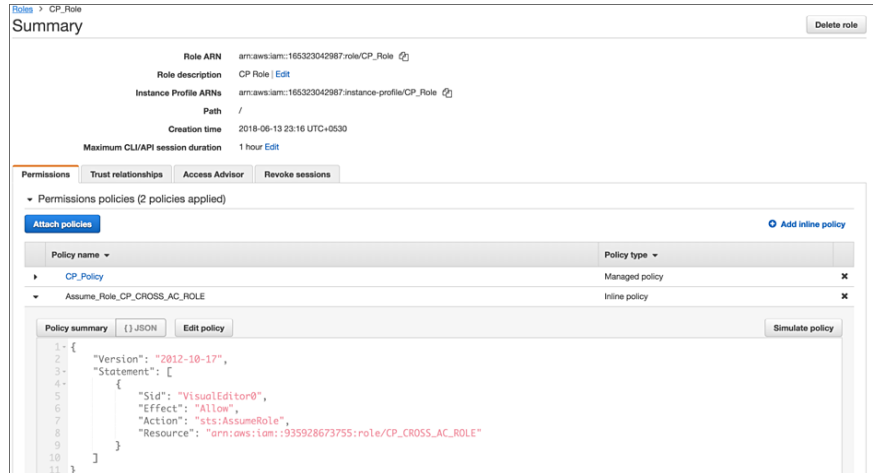 Roles > CP_Role
Summary
Delete role
Role ARN arn:aws:iam::165323042987:role/CP_Role
Role description CP Role | Edit
Instance Profile ARNs arn:aws:iam::165323042987:instance-profile/CP_Role
Path /
Creation time 2018-06-13 23:16 UTC+0530
Maximum CLI/API session duration 1 hour Edit
Permissions Trust relationships Access Advisor Revoke sessions
Permissions policies (2 policies applied)
Attach policies Add inline policy
Policy name Policy type
CP_Policy Managed policy
Assume_Role_CP_CROSS_AC_ROLE Inline policy
Policy summary { } JSON Edit policy Simulate policy
1 {
2 "Version": "2012-10-17",
3 "Statement": [
4 {
5 "Sid": "VisualEditor0",
6 "Effect": "Allow",
7 "Action": "sts:AssumeRole",
8 "Resource": "arn:aws:iam::935928673755:role/CP_CROSS_AC_ROLE"
9 }
10 ]
11 }